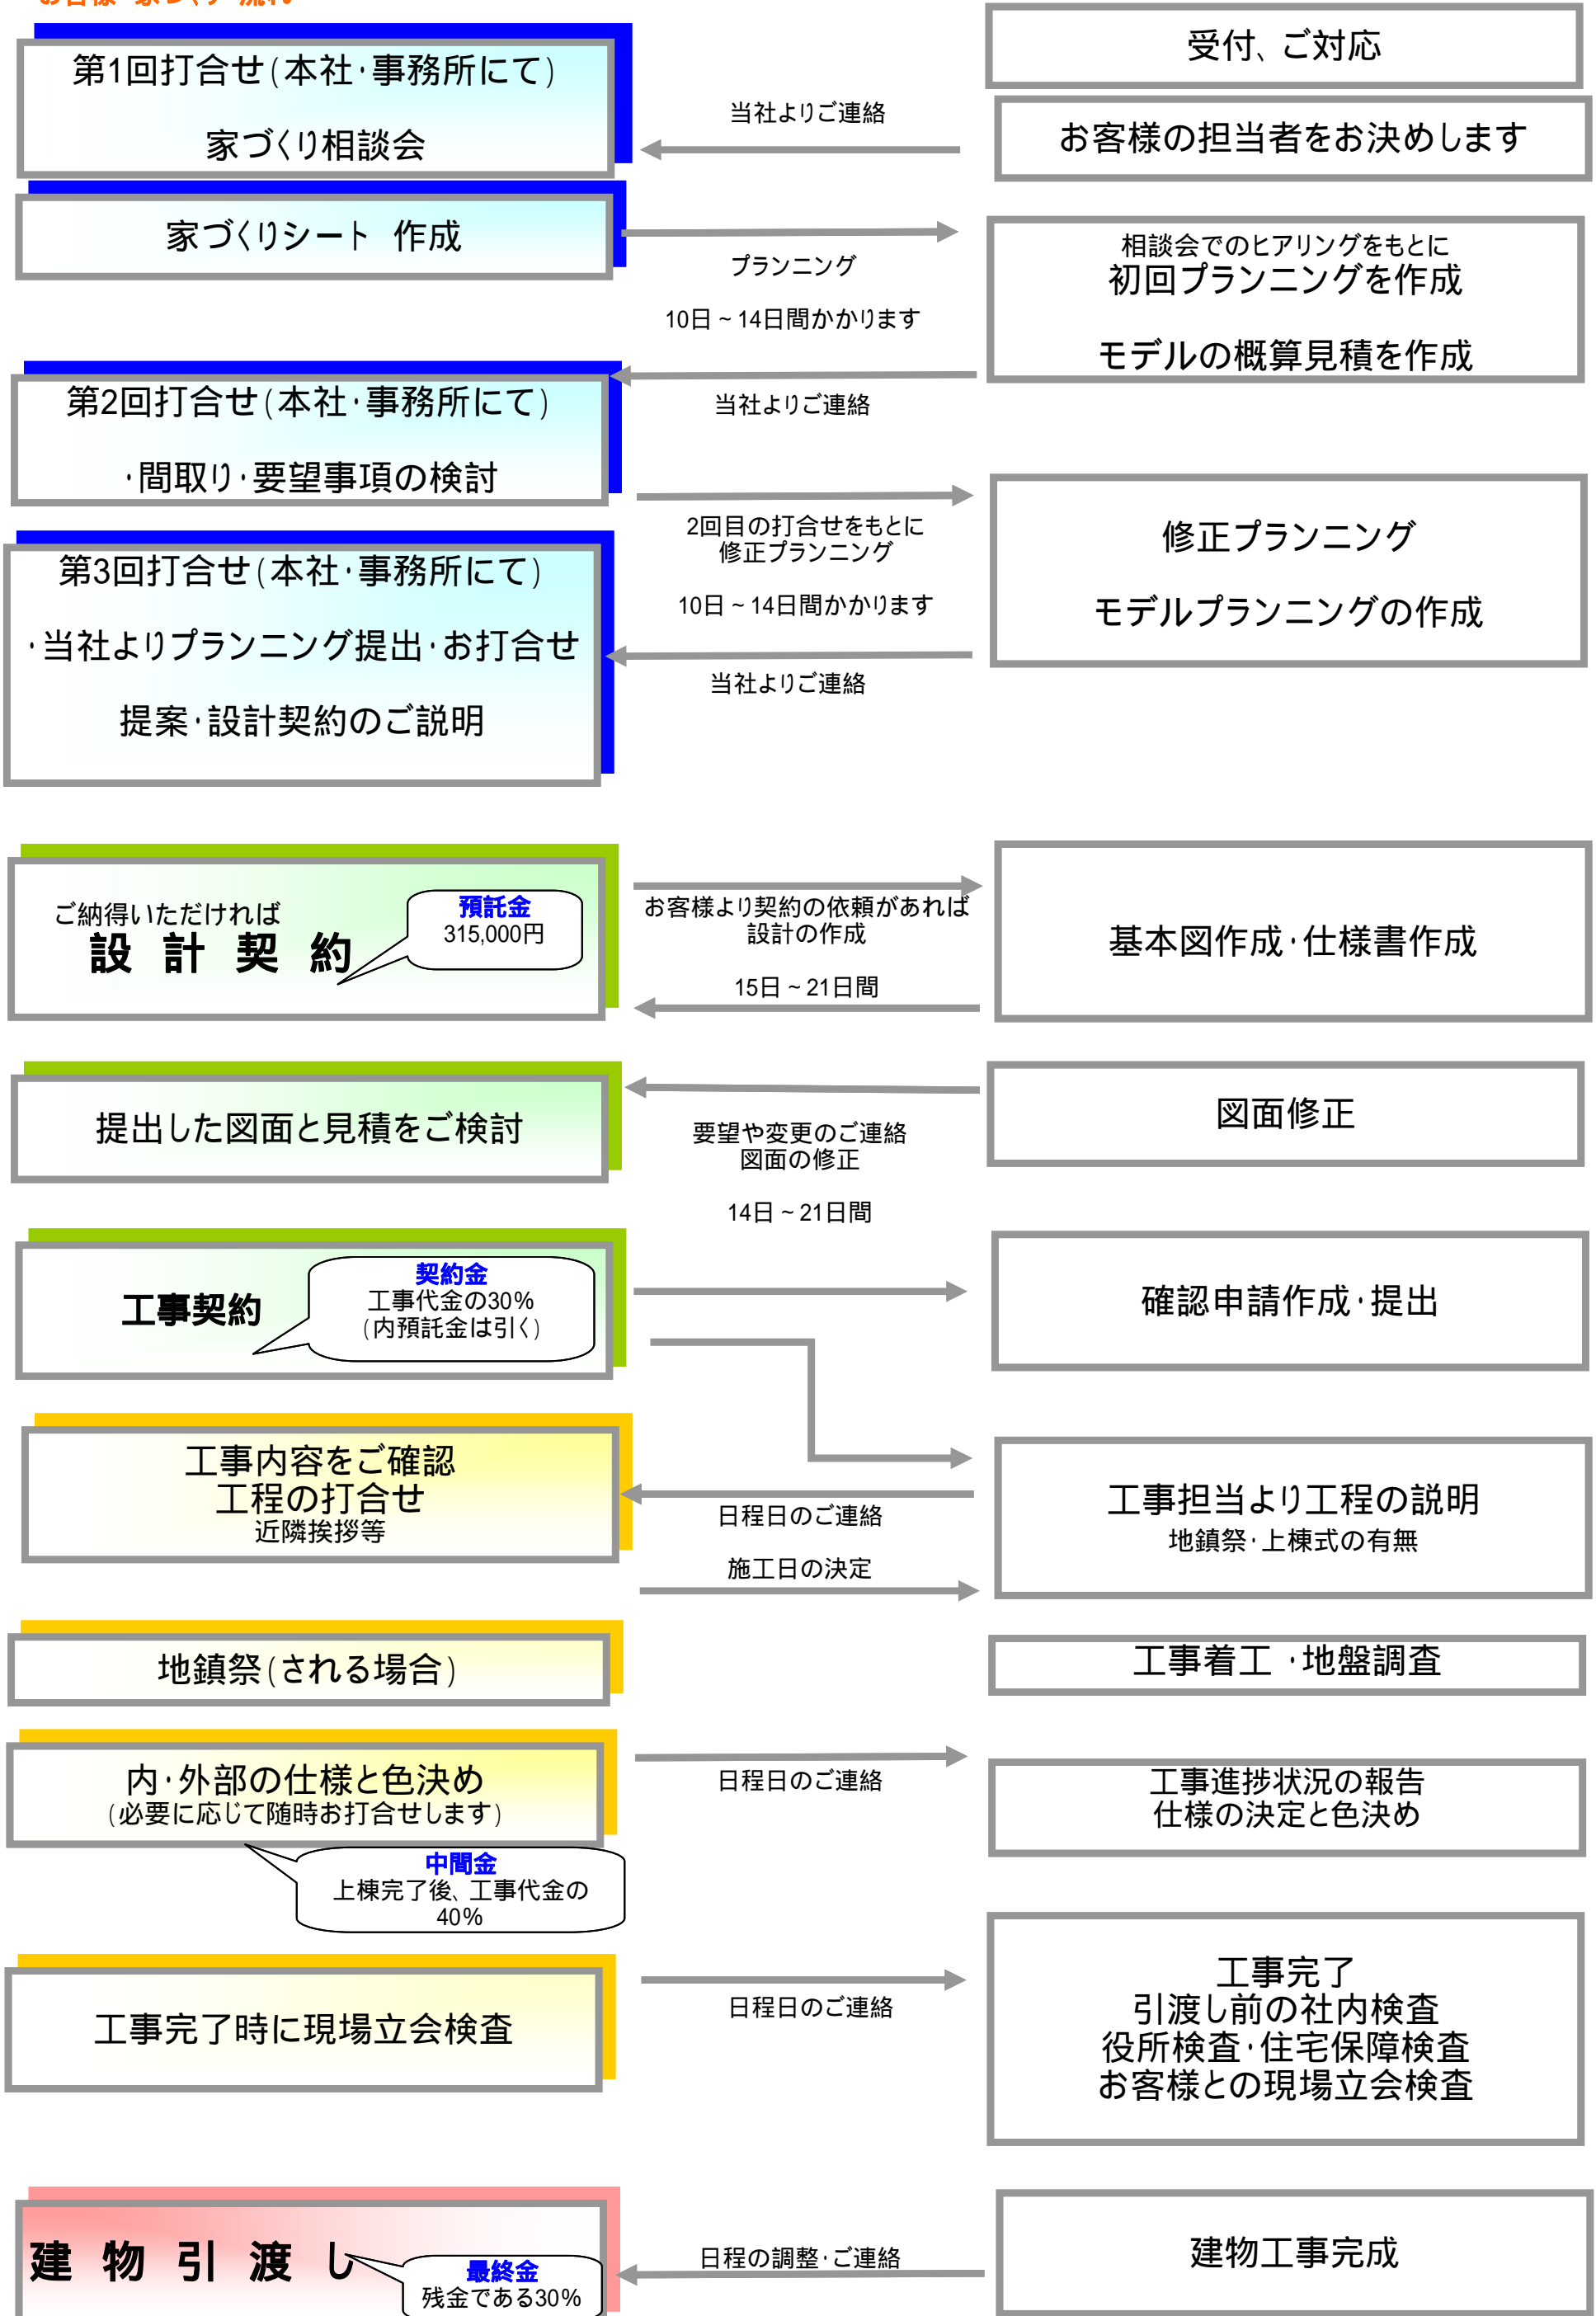 受付、ご対応
第1回打合せ(本社・事務所にて)
家づくり相談会
当社よりご連絡
お客様の担当者をお決めします
家づくりシート 作成
プランニング
10日~14日間かかります
相談会でのヒアリングをもとに
初回プランニングを作成
モデルの概算見積を作成
第2回打合せ(本社・事務所にて)
・間取り・要望事項の検討
当社よりご連絡
2回目の打合せをもとに
修正プランニング
10日~14日間かかります
修正プランニング
モデルプランニングの作成
第3回打合せ(本社・事務所にて)
・当社よりプランニング提出・お打合せ
提案・設計契約のご説明
当社よりご連絡
ご納得いただければ
設 計 契 約
預託金
315,000円
お客様より契約の依頼があれば
設計の作成
15日~21日間
基本図作成・仕様書作成
提出した図面と見積をご検討
要望や変更のご連絡
図面の修正
14日~21日間
図面修正
工事契約
契約金
工事代金の30%
(内預託金は引く)
確認申請作成・提出
工事内容をご確認
工程の打合せ
近隣挨拶等
日程日のご連絡
施工日の決定
工事担当より工程の説明
地鎮祭・上棟式の有無
地鎮祭(される場合)
工事着工 ・地盤調査
内・外部の仕様と色決め
(必要に応じて随時お打合せします)
日程日のご連絡
工事進捗状況の報告
仕様の決定と色決め
中間金
上棟完了後、工事代金の
40%
工事完了時に現場立会検査
日程日のご連絡
工事完了
引渡し前の社内検査
役所検査・住宅保障検査
お客様との現場立会検査
建 物 引 渡 し
最終金
残金である30%
日程の調整・ご連絡
建物工事完成